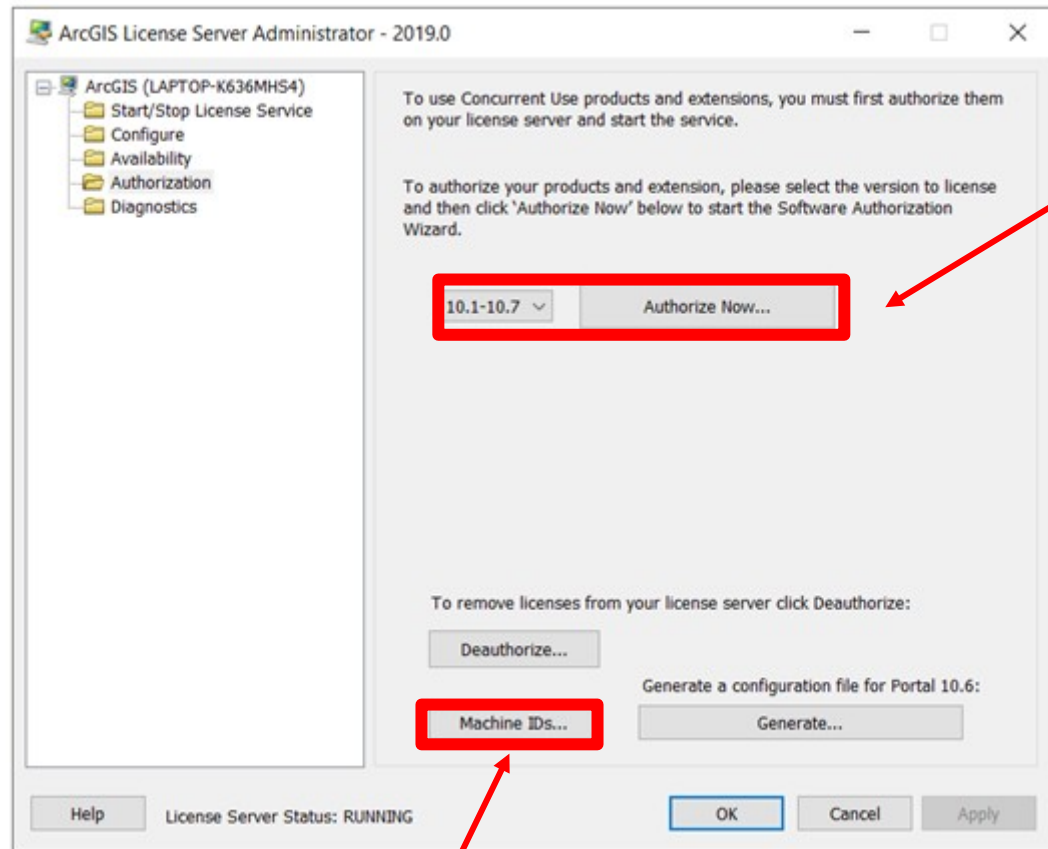 ArcGIS License Server Administrator - 2019.0
ArcGIS (LAPTOP-K636MHS4)
Start/Stop License Service
Configure
Availability
Authorization
Diagnostics
To use Concurrent Use products and extensions, you must first authorize them
on your license server and start the service.
To authorize your products and extension, please select the version to license
and then click 'Authorize Now' below to start the Software Authorization
Wizard.
10.1-10.7 Authorize Now...
To remove licenses from your license server click Deauthorize:
Deauthorize...
Generate a configuration file for Portal 10.6:
Machine IDs... Generate...
Help License Server Status: RUNNING OK Cancel Apply